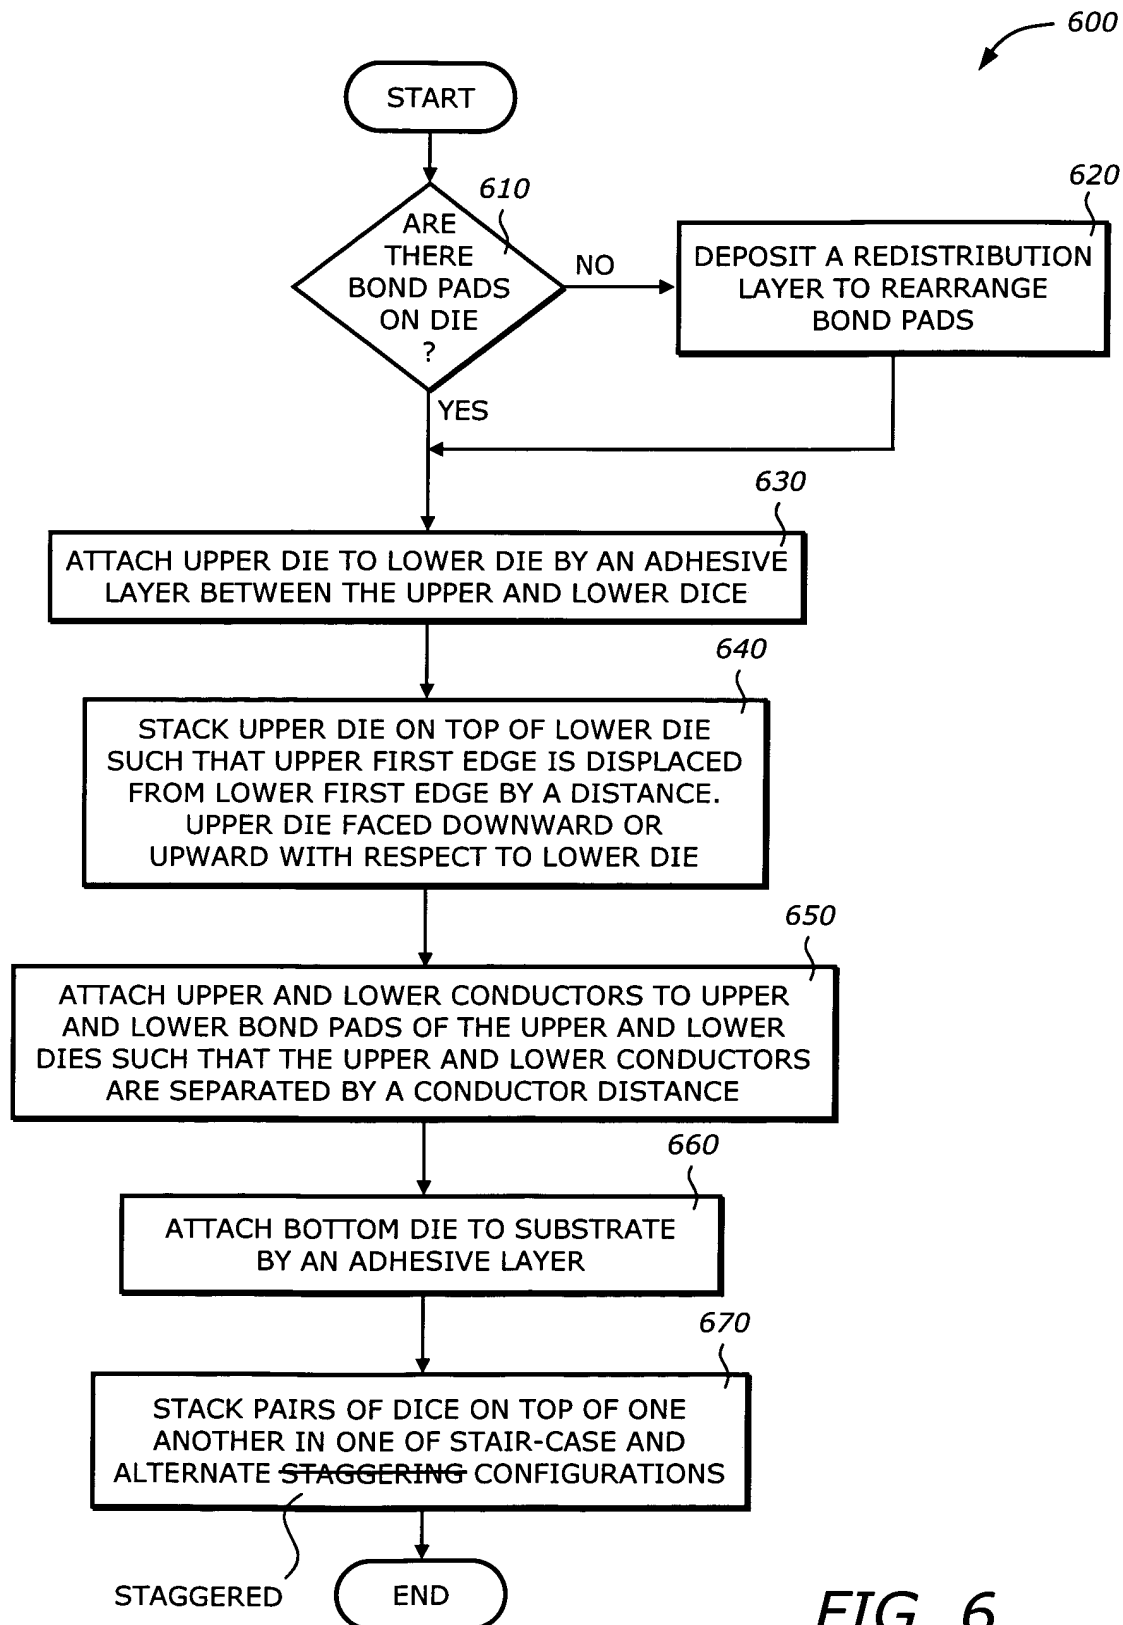 600
START
610
ARE
THERE
BOND PADS
ON DIE
?
NO
620
DEPOSIT A REDISTRIBUTION
LAYER TO REARRANGE
BOND PADS
YES
630
ATTACH UPPER DIE TO LOWER DIE BY AN ADHESIVE
LAYER BETWEEN THE UPPER AND LOWER DICE
640
STACK UPPER DIE ON TOP OF LOWER DIE
SUCH THAT UPPER FIRST EDGE IS DISPLACED
FROM LOWER FIRST EDGE BY A DISTANCE.
UPPER DIE FACED DOWNWARD OR
UPWARD WITH RESPECT TO LOWER DIE
650
ATTACH UPPER AND LOWER CONDUCTORS TO UPPER
AND LOWER BOND PADS OF THE UPPER AND LOWER
DIES SUCH THAT THE UPPER AND LOWER CONDUCTORS
ARE SEPARATED BY A CONDUCTOR DISTANCE
660
ATTACH BOTTOM DIE TO SUBSTRATE
BY AN ADHESIVE LAYER
670
STACK PAIRS OF DICE ON TOP OF ONE
ANOTHER IN ONE OF STAIR-CASE AND
ALTERNATE STAGGERING CONFIGURATIONS
STAGGERED
END
FIG. 6